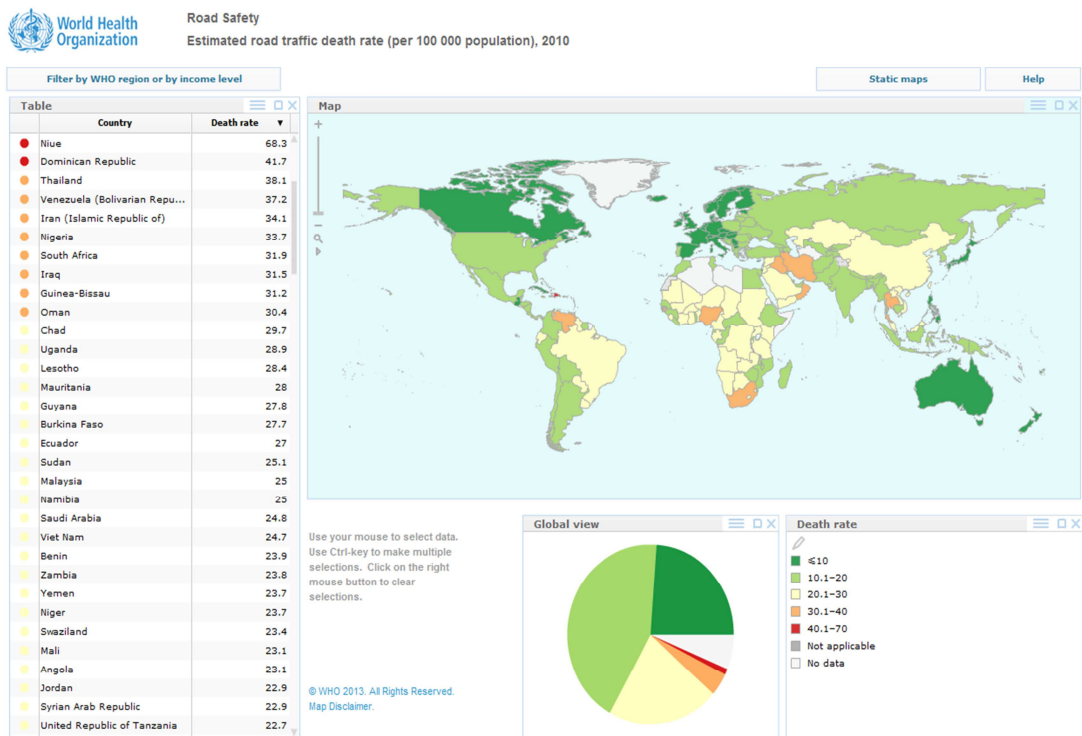 World Health
Organization
Road Safety
Estimated road traffic death rate (per 100 000 population), 2010
Filter by WHO region or by income level
Static maps
Help
Table
Country Death rate ▼
Niue 68.3
Dominican Republic 41.7
Thailand 38.1
Venezuela (Bolivarian Repu... 37.2
Iran (Islamic Republic of) 34.1
Nigeria 33.7
South Africa 31.9
Iraq 31.5
Guinea-Bissau 31.2
Oman 30.4
Chad 29.7
Uganda 28.9
Lesotho 28.4
Mauritania 28
Guyana 27.8
Burkina Faso 27.7
Ecuador 27
Sudan 25.1
Malaysia 25
Namibia 25
Saudi Arabia 24.8
Viet Nam 24.7
Benin 23.9
Zambia 23.8
Yemen 23.7
Niger 23.7
Swaziland 23.4
Mali 23.1
Angola 23.1
Jordan 22.9
Syrian Arab Republic 22.9
United Republic of Tanzania 22.7
Map
Use your mouse to select data.
Use Ctrl-key to make multiple
selections. Click on the right
mouse button to clear
selections.
© WHO 2013. All Rights Reserved.
Map Disclaimer.
Global view
Death rate
≤10
10.1–20
20.1–30
30.1–40
40.1–70
Not applicable
No data